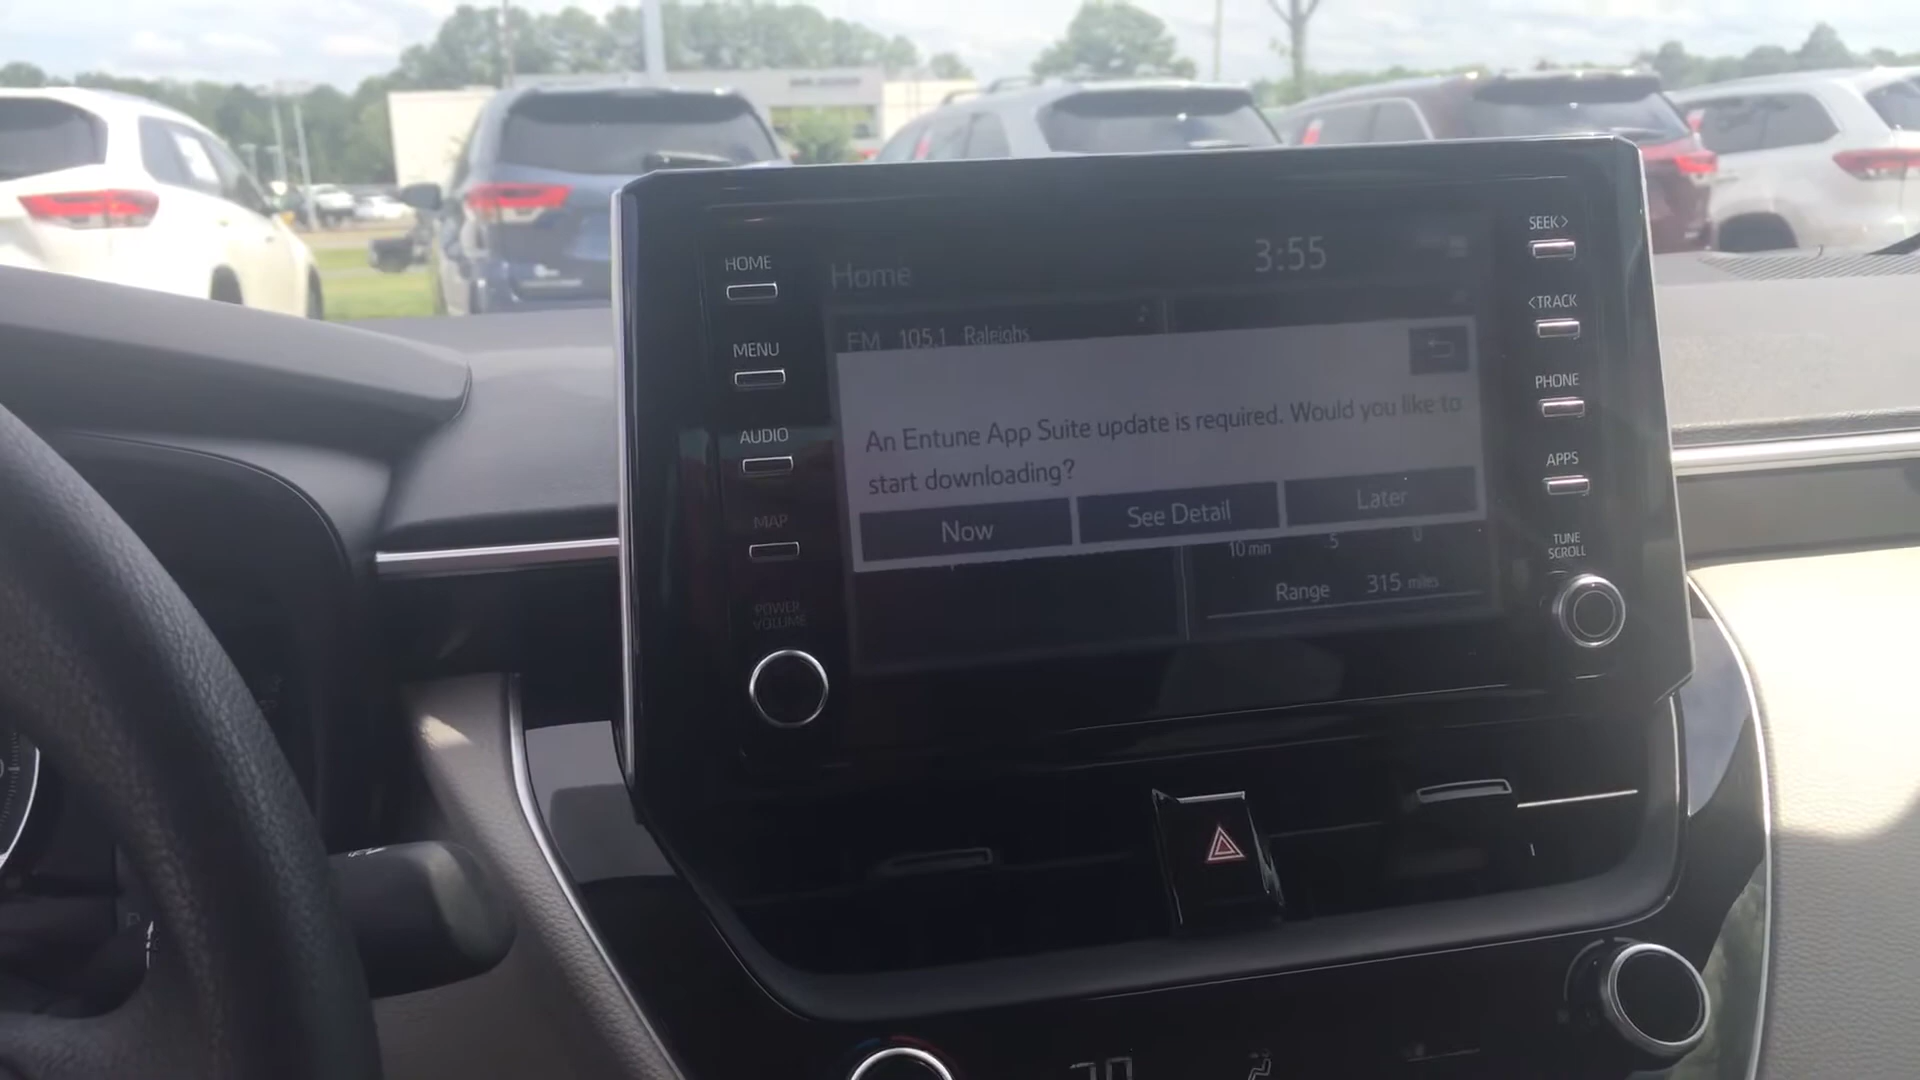 HOME
MENU
AUDIO
MAP
POWER
VOLUME
Home
3:55
FM 105.1 Raleighs
An Entune App Suite update is required. Would you like to
start downloading?
Now
See Detail
Later
10 min 5 0
Range 315 miles
SEEK>
<TRACK
PHONE
APPS
TUNE
SCROLL